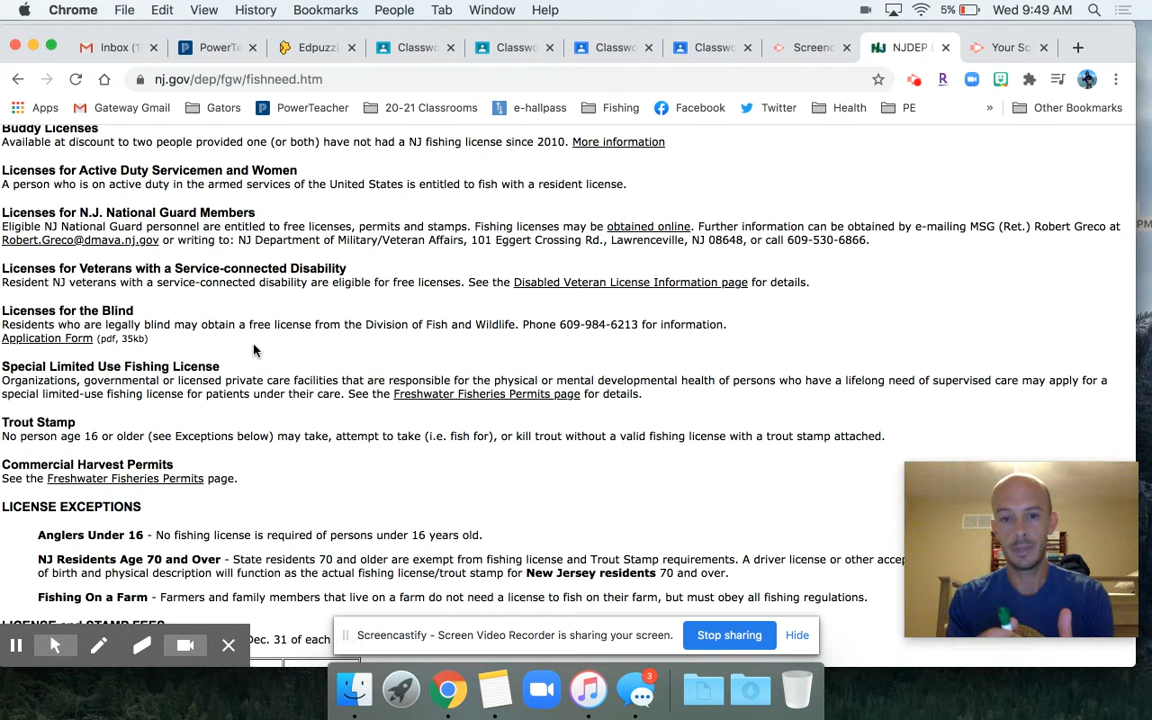 Chrome File Edit View History Bookmarks People Tab Window Help 5% Wed 9:49 AM
Inbox (1 PowerTe Edpuzzl Classwo Classwo Classwo Classwo Screenc NJDEP Your Sc
nj.gov/dep/fgw/fishneed.htm
Apps Gateway Gmail Gators PowerTeacher 20-21 Classrooms e-hallpass Fishing Facebook Twitter Health PE » Other Bookmarks
Buddy Licenses
Available at discount to two people provided one (or both) have not had a NJ fishing license since 2010. More information
Licenses for Active Duty Servicemen and Women
A person who is on active duty in the armed services of the United States is entitled to fish with a resident license.
Licenses for N.J. National Guard Members
Eligible NJ National Guard personnel are entitled to free licenses, permits and stamps. Fishing licenses may be obtained online. Further information can be obtained by e-mailing MSG (Ret.) Robert Greco at
Robert.Greco@dmava.nj.gov or writing to: NJ Department of Military/Veteran Affairs, 101 Eggert Crossing Rd., Lawrenceville, NJ 08648, or call 609-530-6866.
Licenses for Veterans with a Service-connected Disability
Resident NJ veterans with a service-connected disability are eligible for free licenses. See the Disabled Veteran License Information page for details.
Licenses for the Blind
Residents who are legally blind may obtain a free license from the Division of Fish and Wildlife. Phone 609-984-6213 for information.
Application Form (pdf, 35kb)
Special Limited Use Fishing License
Organizations, governmental or licensed private care facilities that are responsible for the physical or mental developmental health of persons who have a lifelong need of supervised care may apply for a
special limited-use fishing license for patients under their care. See the Freshwater Fisheries Permits page for details.
Trout Stamp
No person age 16 or older (see Exceptions below) may take, attempt to take (i.e. fish for), or kill trout without a valid fishing license with a trout stamp attached.
Commercial Harvest Permits
See the Freshwater Fisheries Permits page.
LICENSE EXCEPTIONS
Anglers Under 16 - No fishing license is required of persons under 16 years old.
NJ Residents Age 70 and Over - State residents 70 and older are exempt from fishing license and Trout Stamp requirements. A driver license or other accep
of birth and physical description will function as the actual fishing license/trout stamp for New Jersey residents 70 and over.
Fishing On a Farm - Farmers and family members that live on a farm do not need a license to fish on their farm, but must obey all fishing regulations.
LICENSE and STAMP FEES
Dec. 31 of each
Screencastify - Screen Video Recorder is sharing your screen. Stop sharing Hide
3